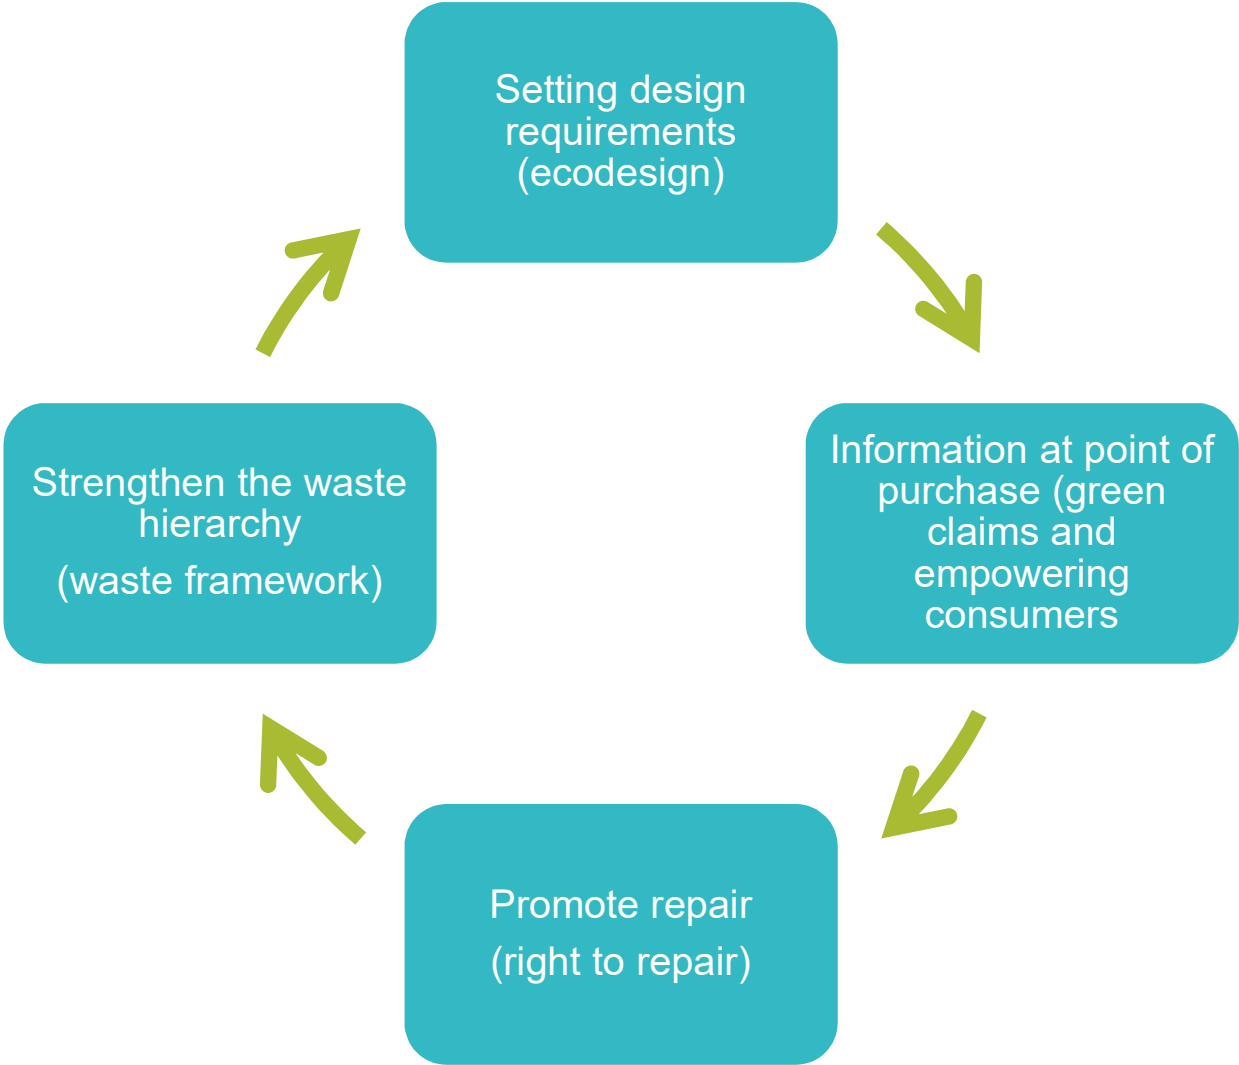 Setting design
requirements
(ecodesign)
Information at point of
purchase (green
claims and
empowering
consumers
Promote repair
(right to repair)
Strengthen the waste
hierarchy
(waste framework)